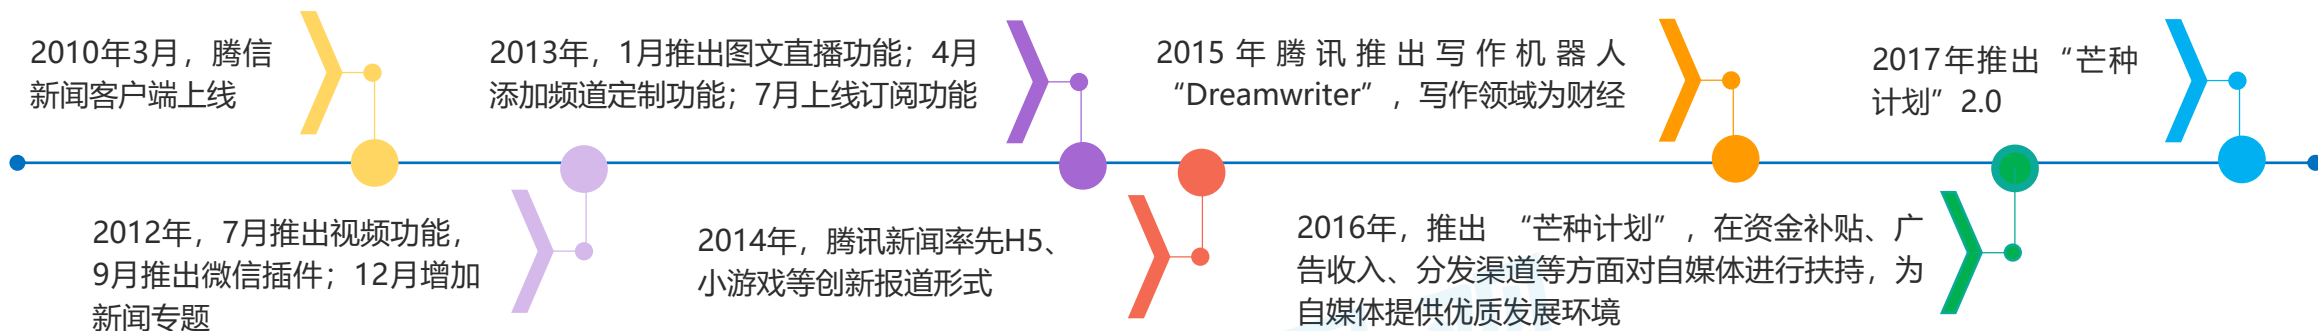 2010年3月，腾信
新闻客户端上线
2012年，7月推出视频功能，
9月推出微信插件；12月增加
新闻专题
2013年，1月推出图文直播功能；4月
添加频道定制功能；7月上线订阅功能
2014年，腾讯新闻率先H5、
小游戏等创新报道形式
2015年腾讯推出写作机器人
“Dreamwriter”，写作领域为财经
2016年，推出 “芒种计划”，在资金补贴、广
告收入、分发渠道等方面对自媒体进行扶持，为
自媒体提供优质发展环境
2017年推出“芒种
计划”2.0